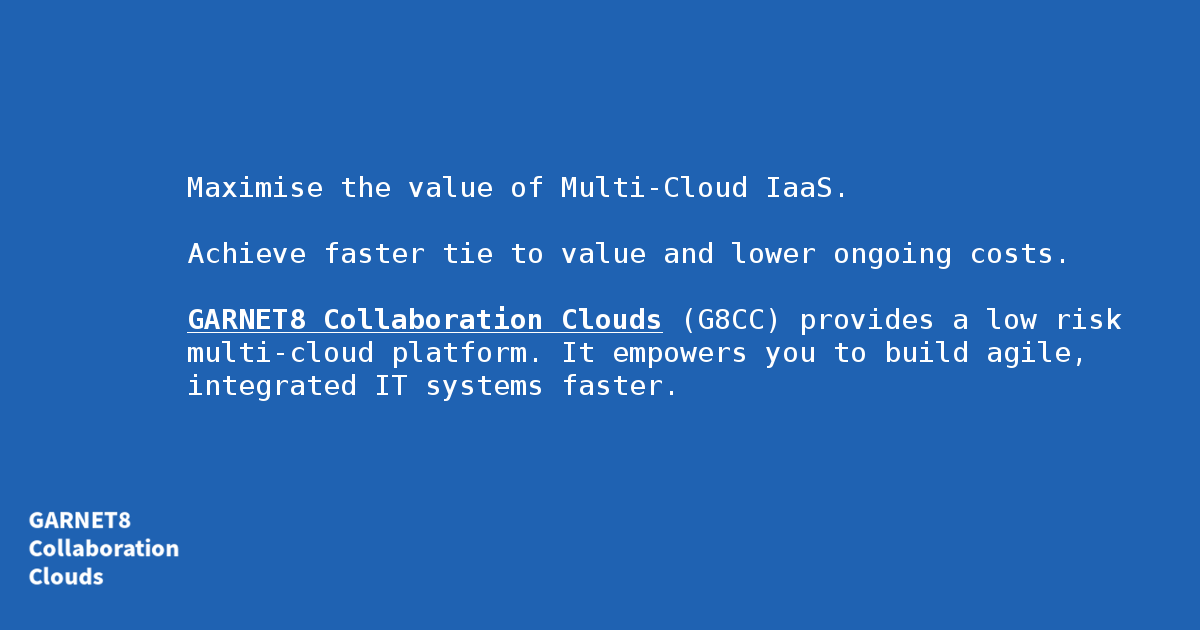 Maximise the value of Multi-Cloud IaaS.
Achieve faster tie to value and lower ongoing costs.
GARNET8 Collaboration Clouds (G8CC) provides a low risk
multi-cloud platform. It empowers you to build agile,
integrated IT systems faster.
GARNET8
Collaboration
Clouds